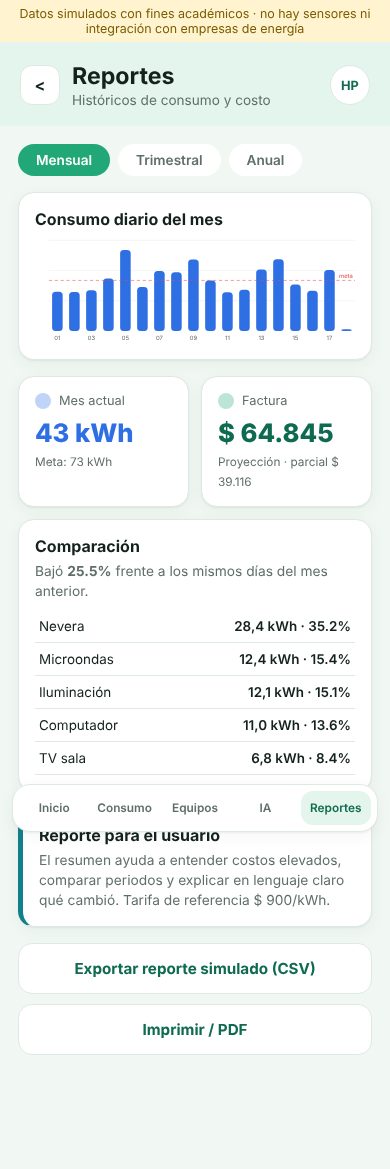 Datos simulados con fines académicos · no hay sensores ni
integración con empresas de energía
<
Reportes
Históricos de consumo y costo
HP
Mensual
Trimestral
Anual
Consumo diario del mes
meta
01 03 05 07 09 11 13 15 17
Mes actual
43 kWh
Meta: 73 kWh
Factura
$ 64.845
Proyección · parcial $
39.116
Comparación
Bajó 25.5% frente a los mismos días del mes
anterior.
Nevera 28,4 kWh · 35.2%
Microondas 12,4 kWh · 15.4%
Iluminación 12,1 kWh · 15.1%
Computador 11,0 kWh · 13.6%
TV sala 6,8 kWh · 8.4%
Inicio Consumo Equipos IA Reportes
Reporte para el usuario
El resumen ayuda a entender costos elevados,
comparar periodos y explicar en lenguaje claro
qué cambió. Tarifa de referencia $ 900/kWh.
Exportar reporte simulado (CSV)
Imprimir / PDF